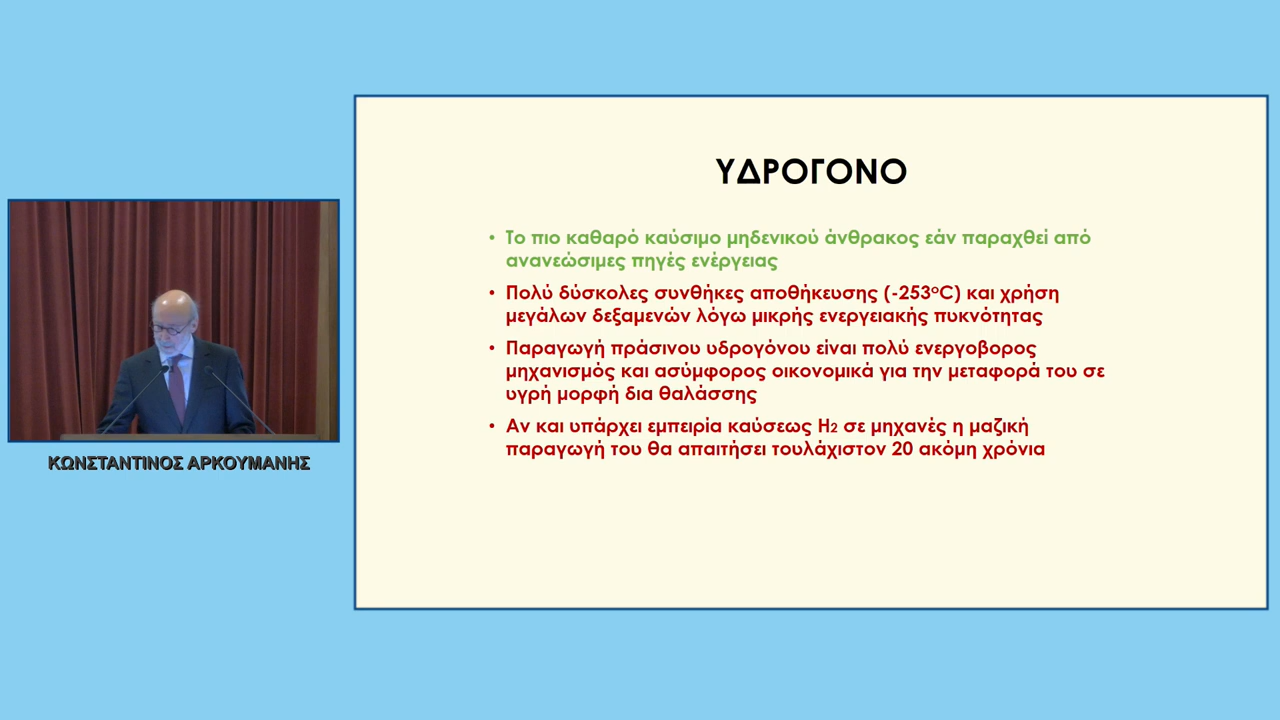 ΥΔΡΟΓΟΝΟ
• Το πιο καθαρό καύσιμο μηδενικού άνθρακος εάν παραχθεί από
ανανεώσιμες πηγές ενέργειας
• Πολύ δύσκολες συνθήκες αποθήκευσης (-253ᵒC) και χρήση
μεγάλων δεξαμενών λόγω μικρής ενεργειακής πυκνότητας
• Παραγωγή πράσινου υδρογόνου είναι πολύ ενεργοβορος
μηχανισμός και ασύμφορος οικονομικά για την μεταφορά του σε
υγρή μορφή δια θαλάσσης
• Αν και υπάρχει εμπειρία καύσεως Η₂ σε μηχανές η μαζική
παραγωγή του θα απαιτήσει τουλάχιστον 20 ακόμη χρόνια
ΚΩΝΣΤΑΝΤΙΝΟΣ ΑΡΚΟΥΜΑΝΗΣ